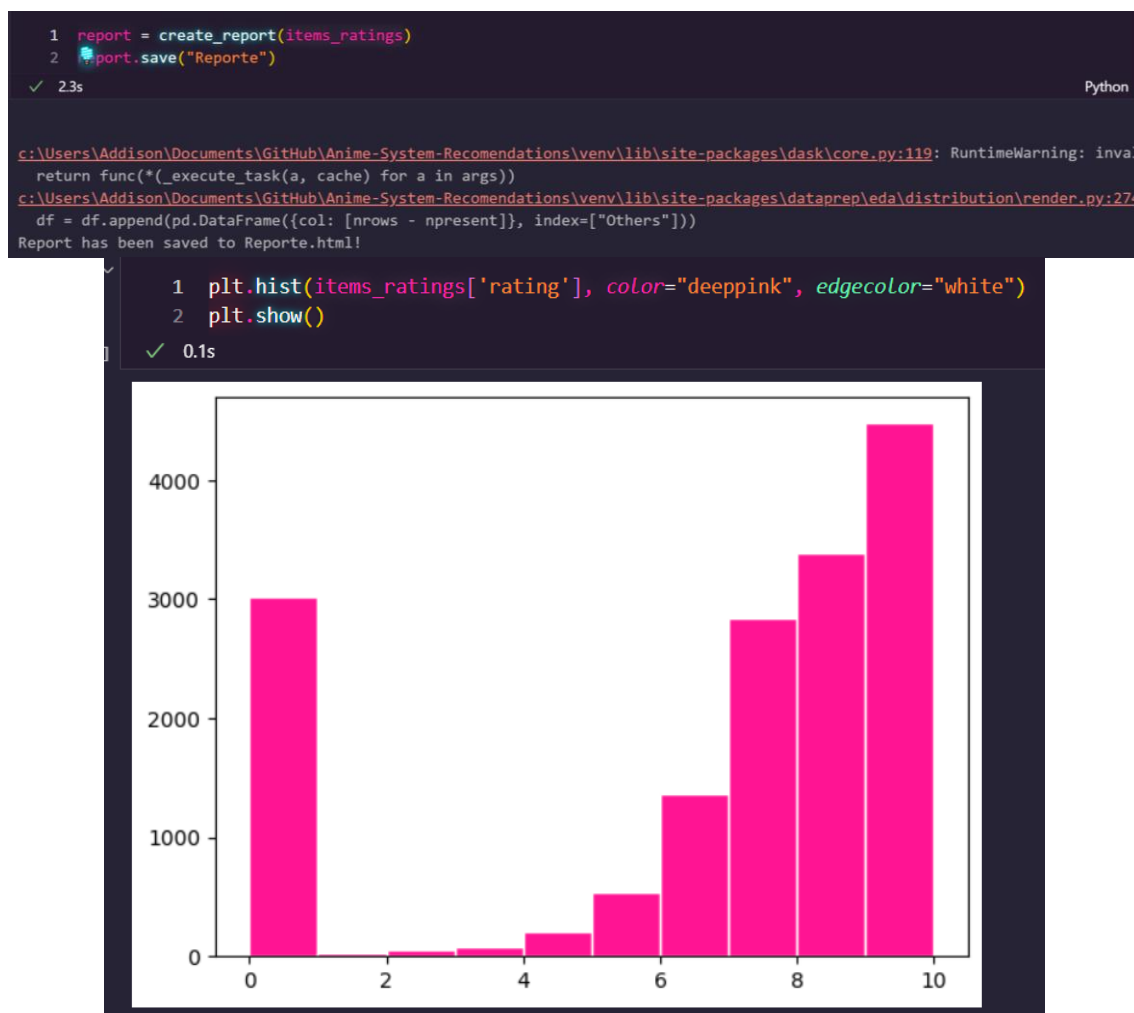 1 report = create_report(items_ratings)
2 port.save("Reporte")
2.3s
Python
c:\Users\Addison\Documents\GitHub\Anime-System-Recomendations\venv\lib\site-packages\dask\core.py:119: RuntimeWarning: inval
return func(*(_execute_task(a, cache) for a in args))
c:\Users\Addison\Documents\GitHub\Anime-System-Recomendations\venv\lib\site-packages\dataprep\eda\distribution\render.py:274
df = df.append(pd.DataFrame({col: [nrows - npresent]}, index=["Others"]))
Report has been saved to Reporte.html!
1 plt.hist(items_ratings['rating'], color="deeppink", edgecolor="white")
2 plt.show()
0.1s
4000
3000
2000
1000
0
0 2 4 6 8 10